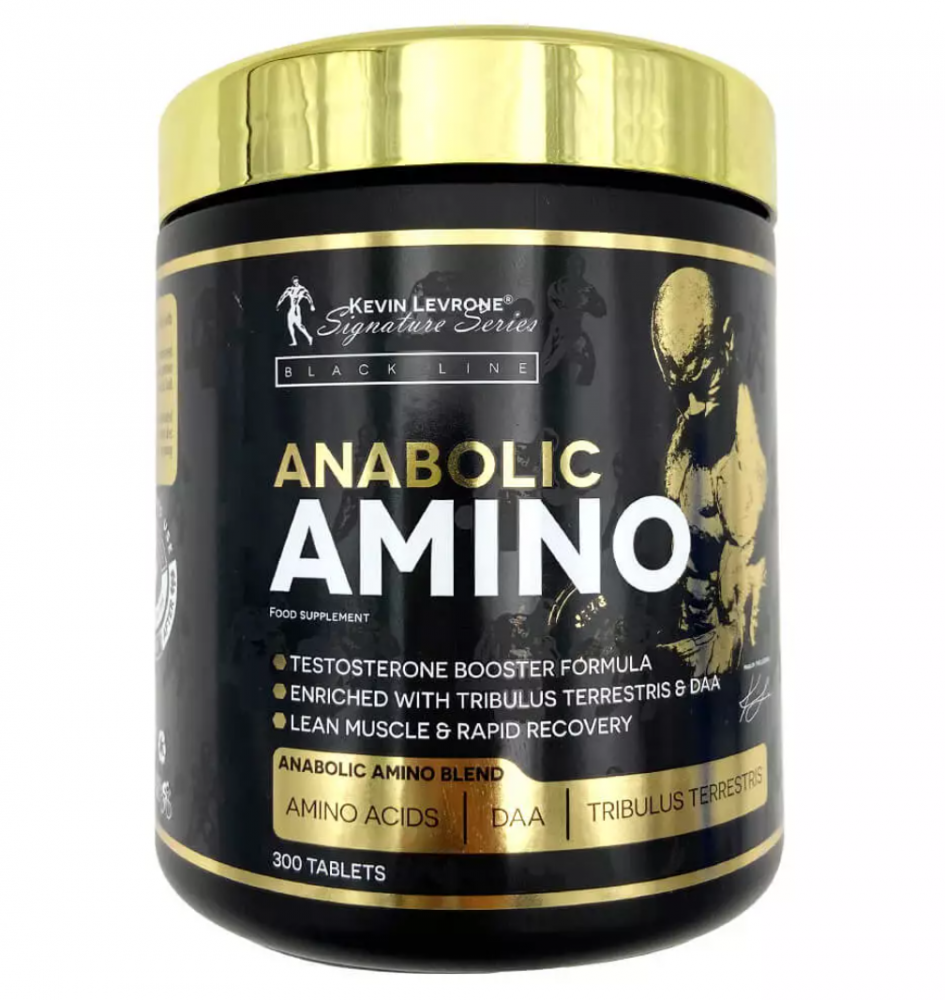 KEVIN LEVRONE®
Signature Series
BLACK LINE
ANABOLIC
AMINO
FOOD SUPPLEMENT
TESTOSTERONE BOOSTER FORMULA
ENRICHED WITH TRIBULUS TERRESTRIS & DAA
LEAN MUSCLE & RAPID RECOVERY
ANABOLIC AMINO BLEND
AMINO ACIDS | DAA | TRIBULUS TERRESTRIS
300 TABLETS